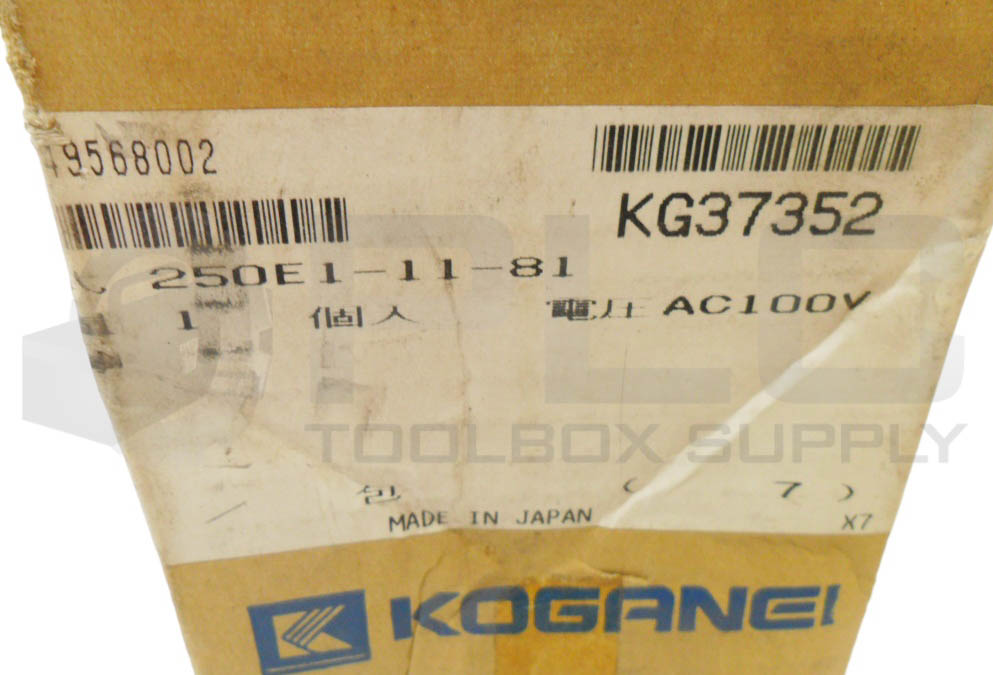 19568002
KG37352
250E1-11-81
1 個入 電圧 AC100V
包 ( 7 )
MADE IN JAPAN X7
KOGANEI
PLC
TOOLBOX SUPPLY